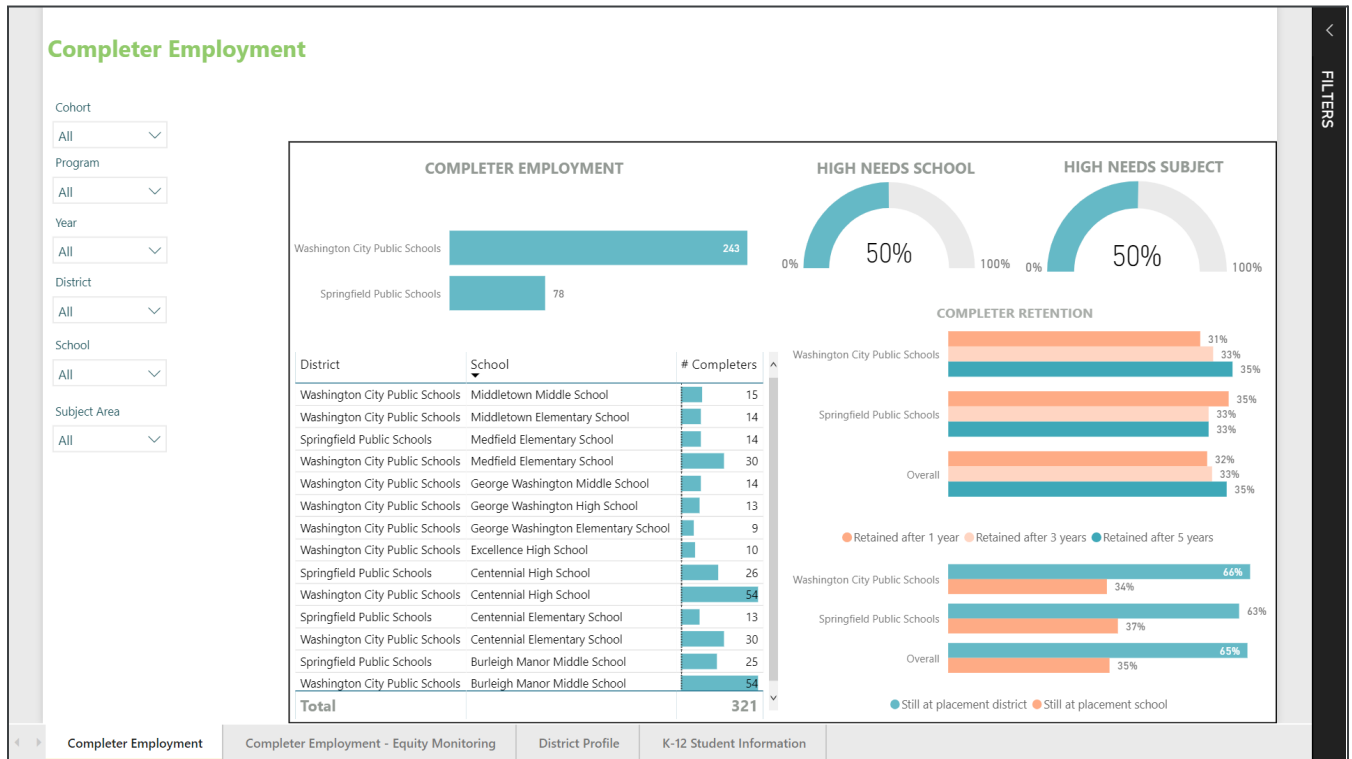 Completer Employment
FILTERS
Cohort
All
Program
All
Year
All
District
All
School
All
Subject Area
All
COMPLETER EMPLOYMENT
Washington City Public Schools 243
Springfield Public Schools 78
HIGH NEEDS SCHOOL
50%
0% 100%
HIGH NEEDS SUBJECT
50%
0% 100%
District School # Completers
Washington City Public Schools Middletown Middle School 15
Washington City Public Schools Middletown Elementary School 14
Springfield Public Schools Medfield Elementary School 14
Washington City Public Schools Medfield Elementary School 30
Washington City Public Schools George Washington Middle School 14
Washington City Public Schools George Washington High School 13
Washington City Public Schools George Washington Elementary School 9
Washington City Public Schools Excellence High School 10
Springfield Public Schools Centennial High School 26
Washington City Public Schools Centennial High School 54
Springfield Public Schools Centennial Elementary School 13
Washington City Public Schools Centennial Elementary School 30
Springfield Public Schools Burleigh Manor Middle School 25
Washington City Public Schools Burleigh Manor Middle School 54
Total 321
COMPLETER RETENTION
31%
Washington City Public Schools 33%
35%
35%
Springfield Public Schools 33%
33%
32%
Overall 33%
35%
Retained after 1 year Retained after 3 years Retained after 5 years
Washington City Public Schools 66%
34%
Springfield Public Schools 63%
37%
Overall 65%
35%
Still at placement district Still at placement school
Completer Employment Completer Employment - Equity Monitoring District Profile K-12 Student Information